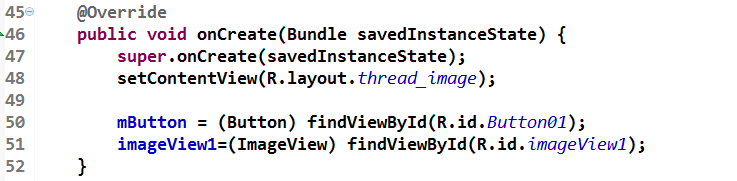 45 @Override
46 public void onCreate(Bundle savedInstanceState) {
47 super.onCreate(savedInstanceState);
48 setContentView(R.layout.thread_image);
49
50 mButton = (Button) findViewById(R.id.Button01);
51 imageView1=(ImageView) findViewById(R.id.imageView1);
52 }